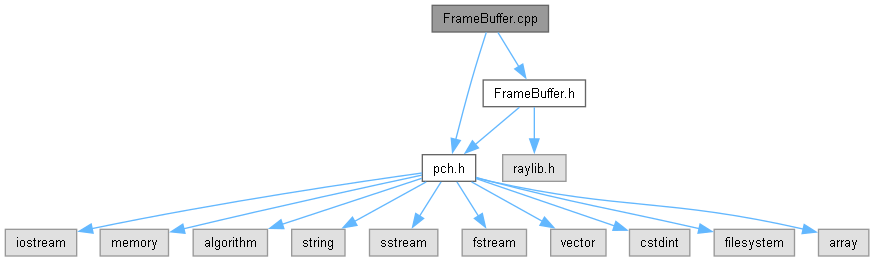 FrameBuffer.cpp
FrameBuffer.h
pch.h
raylib.h
iostream
memory
algorithm
string
sstream
fstream
vector
cstdint
filesystem
array